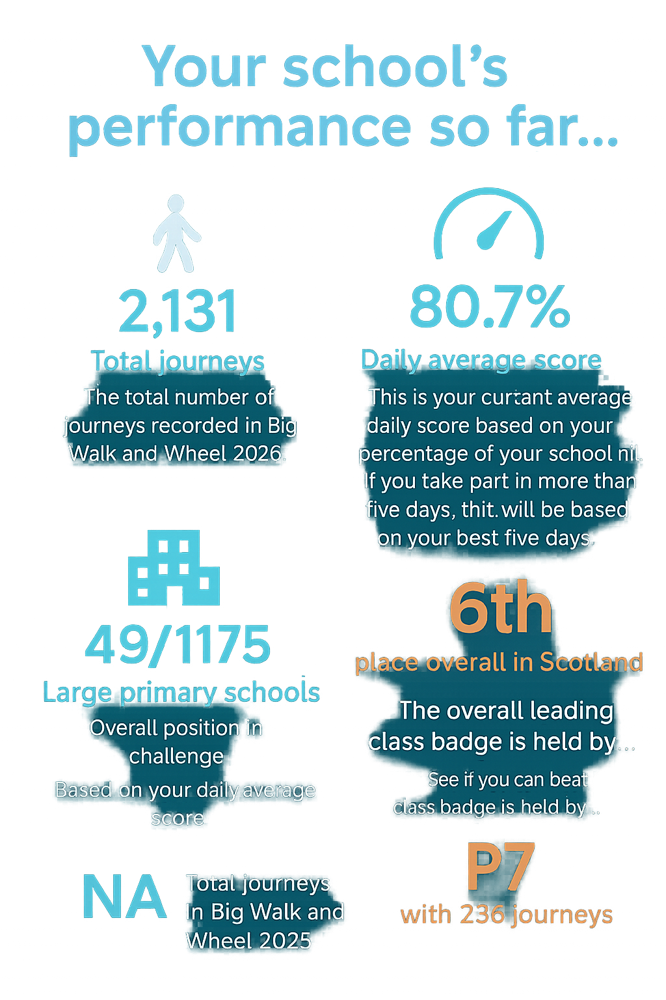 Your school's
performance so far...
2,131
Total journeys
The total number of
journeys recorded in Big
Walk and Wheel 2026.
80.7%
Daily average score
This is your curtant average
daily score based on your
percentage of your school nil.
If you take part in more than
five days, thit. will be based
on your best five days.
49/1175
Large primary schools
Overall position in
challenge
Based on your daily average
score
6th
place overall in Scotland
The overall leading
class badge is held by...
See if you can beat
class badge is held by...
P7
with 236 journeys
NA
Total journeys
In Big Walk and
Wheel 2025